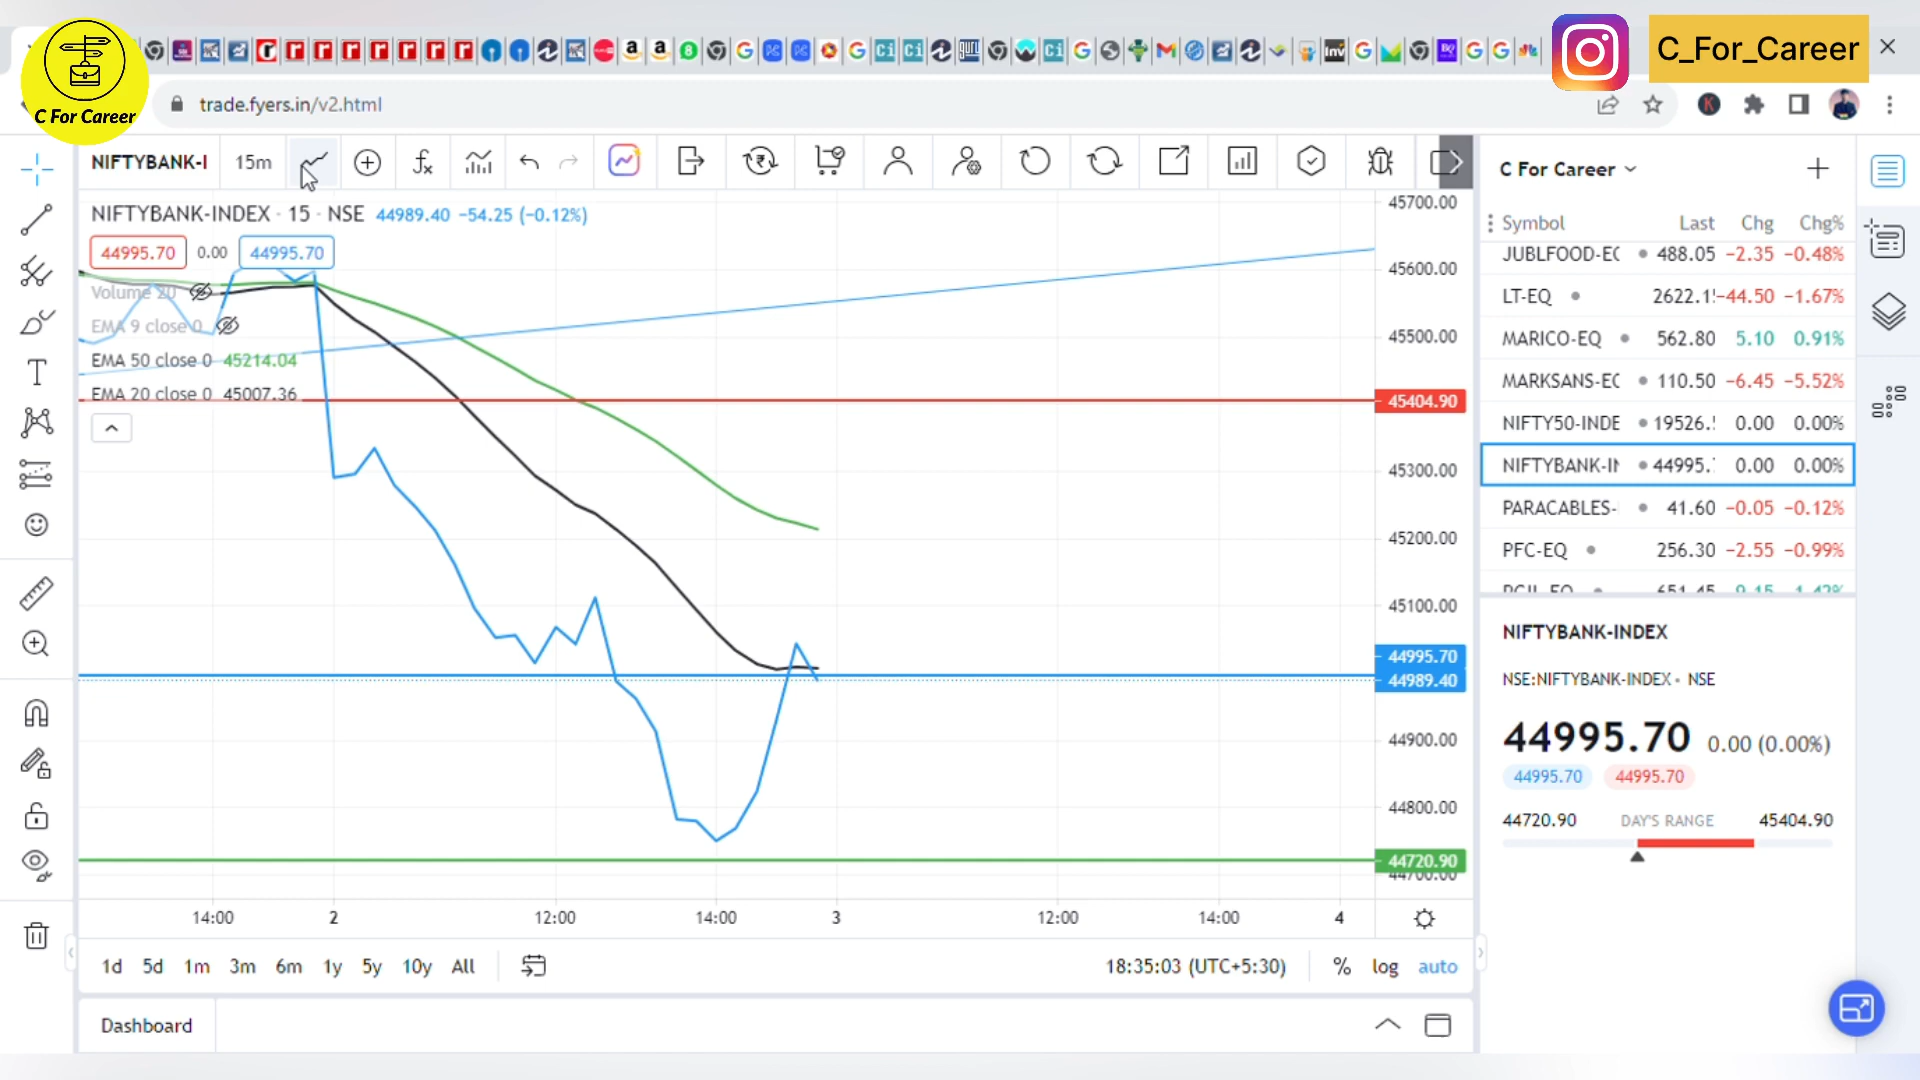 C For Career
C_For_Career
trade.fyers.in/v2.html
NIFTYBANK-I
15m
NIFTYBANK-INDEX · 15 · NSE 44989.40 −54.25 (−0.12%)
44995.70 0.00 44995.70
Volume 20
EMA 9 close 0
EMA 50 close 0 45214.04
EMA 20 close 0 45007.36
45700.00
45600.00
45500.00
45404.90
45300.00
45200.00
45100.00
44995.70
44989.40
44900.00
44800.00
44720.90
44700.00
14:00 2 12:00 14:00 3 12:00 14:00 4
1d 5d 1m 3m 6m 1y 5y 10y All
18:35:03 (UTC+5:30) % log auto
Dashboard
C For Career
Symbol Last Chg Chg%
JUBLFOOD-EC 488.05 −2.35 −0.48%
LT-EQ 2622.1 −44.50 −1.67%
MARICO-EQ 562.80 5.10 0.91%
MARKSANS-EC 110.50 −6.45 −5.52%
NIFTY50-INDE 19526. 0.00 0.00%
NIFTYBANK-IN 44995. 0.00 0.00%
PARACABLES- 41.60 −0.05 −0.12%
PFC-EQ 256.30 −2.55 −0.99%
NIFTYBANK-INDEX
NSE:NIFTYBANK-INDEX • NSE
44995.70 0.00 (0.00%)
44995.70 44995.70
44720.90 DAY'S RANGE 45404.90